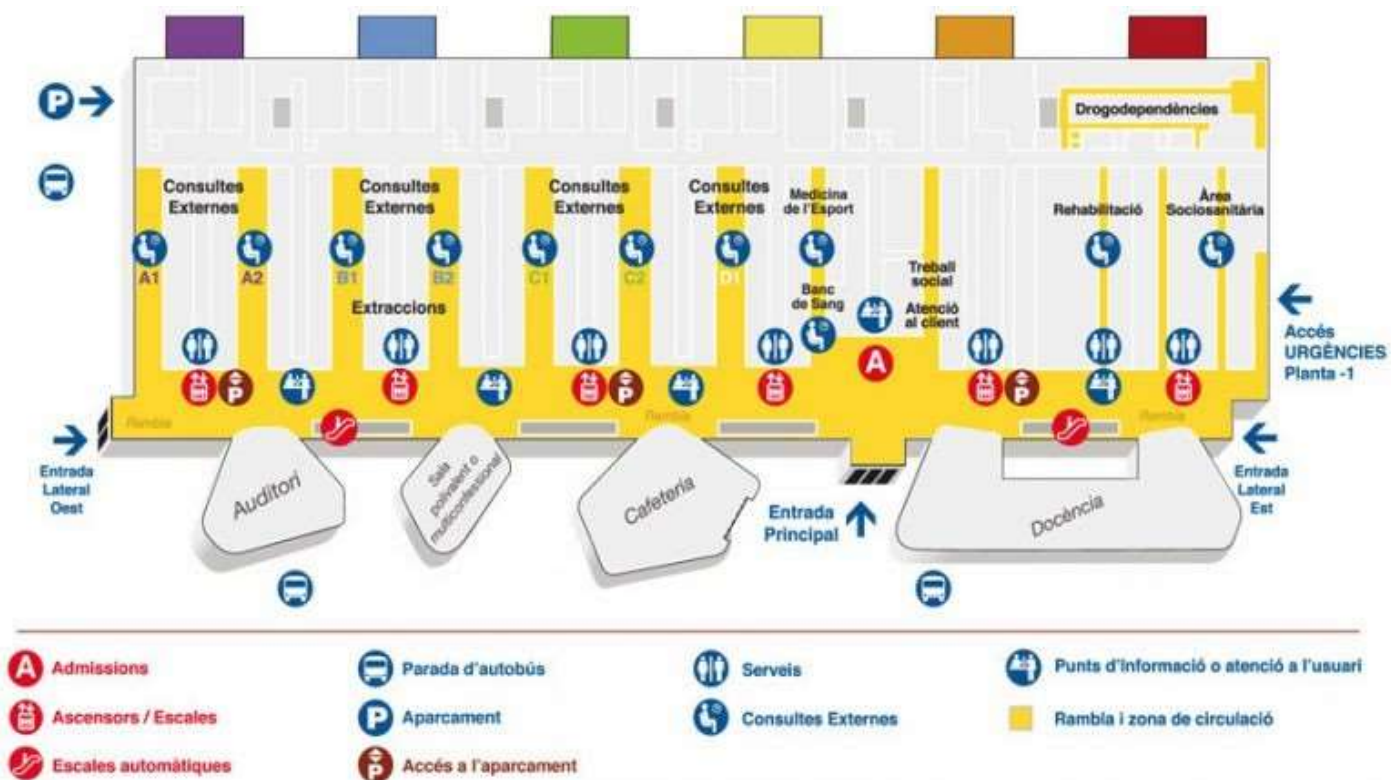 P
Drogodependències
Consultes
Externes
Consultes
Externes
Consultes
Externes
Consultes
Externes
Medicina
de l'Esport
Rehabilitació
Àrea
Sociosanitària
A1
A2
B1
B2
C1
C2
D1
Extraccions
Banc
de Sang
Treball
social
Atenció
al client
A
Accés
URGÈNCIES
Planta -1
P
P
P
Rambla
Rambla
Rambla
Entrada
Lateral
Oest
Auditori
Sala
polivalent o
multiconfessional
Cafeteria
Entrada
Principal
Docència
Entrada
Lateral
Est
A Admissions
Parada d'autobús
Serveis
Punts d'informació o atenció a l'usuari
Ascensors / Escales
P Aparcament
Consultes Externes
Rambla i zona de circulació
Escales automàtiques
P Accés a l'aparcament